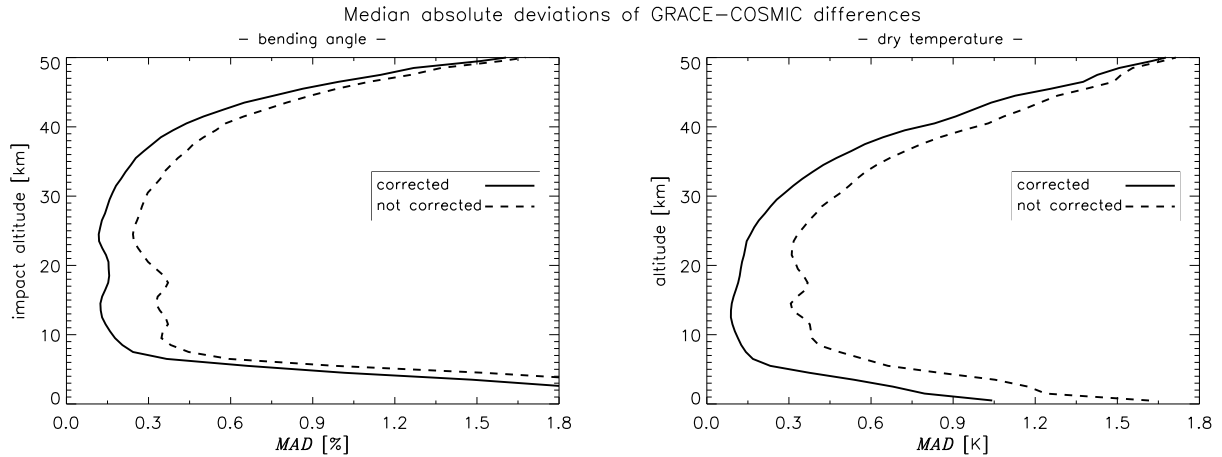 Median absolute deviations of GRACE−COSMIC differences
− bending angle −
50
40
30
20
10
0
impact altitude [km]
corrected
not corrected
0.0 0.3 0.6 0.9 1.2 1.5 1.8
MAD [%]
− dry temperature −
50
40
30
20
10
0
altitude [km]
corrected
not corrected
0.0 0.3 0.6 0.9 1.2 1.5 1.8
MAD [K]